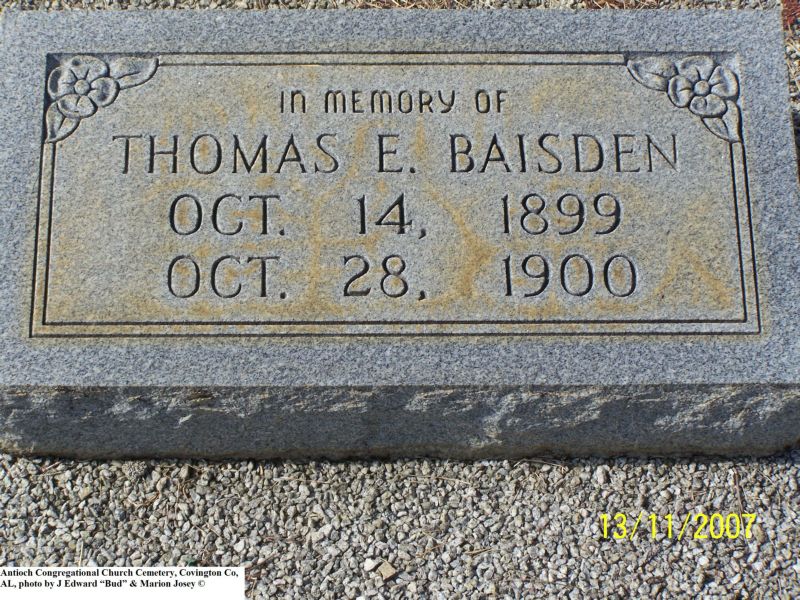 IN MEMORY OF
THOMAS E. BAISDEN
OCT. 14, 1899
OCT. 28, 1900
13/11/2007
Antioch Congregational Church Cemetery, Covington Co,
AL, photo by J Edward “Bud” & Marion Josey ©